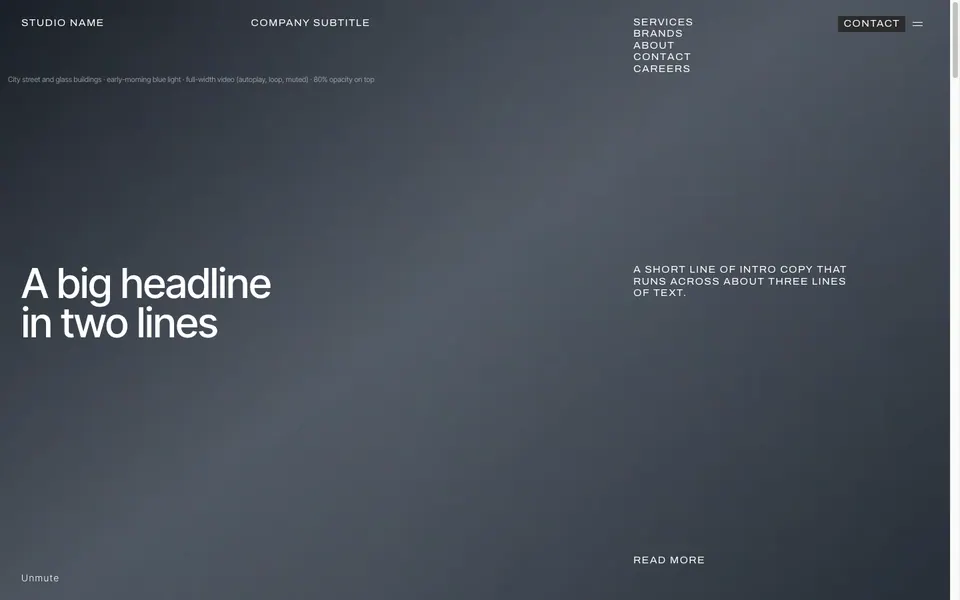 STUDIO NAME
COMPANY SUBTITLE
SERVICES
BRANDS
ABOUT
CONTACT
CAREERS
CONTACT
City street and glass buildings · early-morning blue light · full-width video (autoplay, loop, muted) · 80% opacity on top
A big headline
in two lines
A SHORT LINE OF INTRO COPY THAT
RUNS ACROSS ABOUT THREE LINES
OF TEXT.
READ MORE
Unmute